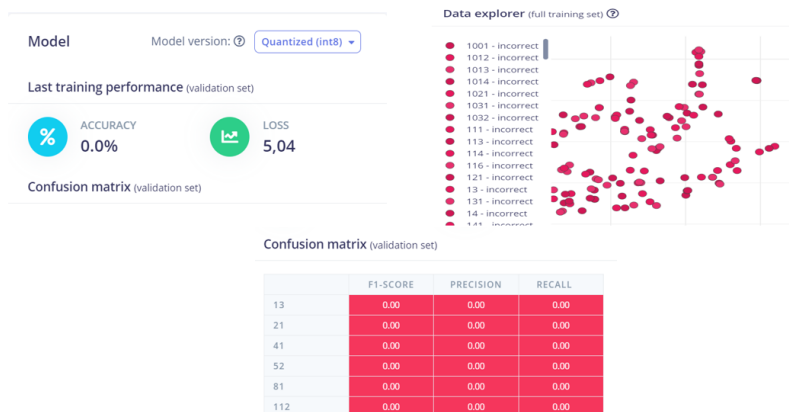 Model
Model version: ? Quantized (int8)
Last training performance (validation set)
%
ACCURACY
0.0%
LOSS
5,04
Confusion matrix (validation set)
Data explorer (full training set) ?
1001 - incorrect
1012 - incorrect
1013 - incorrect
1014 - incorrect
1021 - incorrect
1031 - incorrect
1032 - incorrect
111 - incorrect
113 - incorrect
114 - incorrect
116 - incorrect
121 - incorrect
13 - incorrect
131 - incorrect
14 - incorrect
141 - incorrect
Confusion matrix (validation set)
F1-SCORE PRECISION RECALL
13 0.00 0.00 0.00
21 0.00 0.00 0.00
41 0.00 0.00 0.00
52 0.00 0.00 0.00
81 0.00 0.00 0.00
112 0.00 0.00 0.00